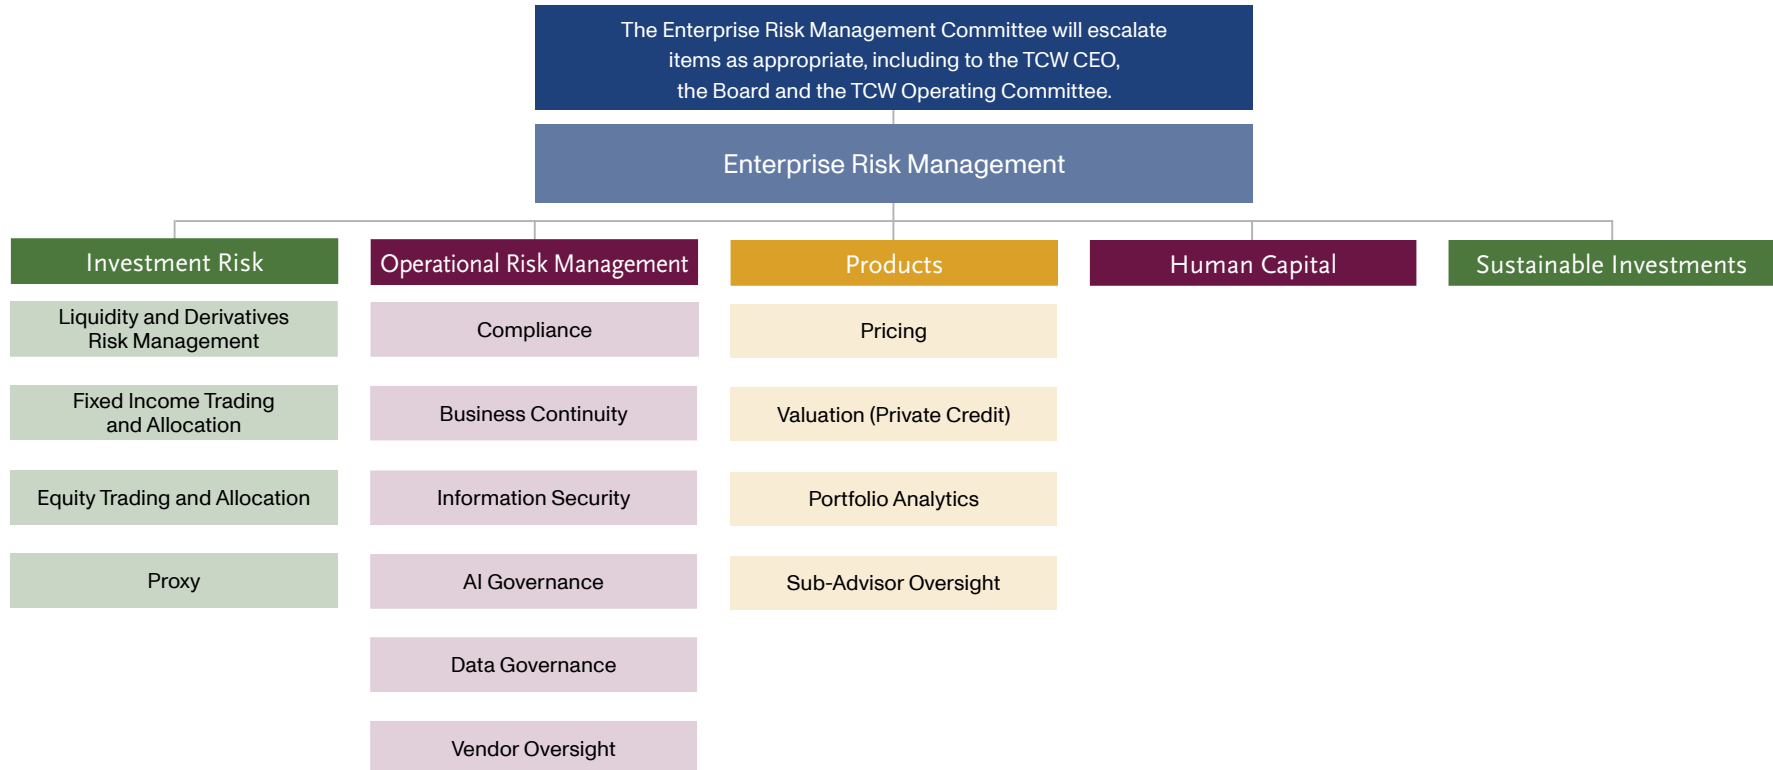 The Enterprise Risk Management Committee will escalate
items as appropriate, including to the TCW CEO,
the Board and the TCW Operating Committee.
Enterprise Risk Management
Investment Risk
Liquidity and Derivatives
Risk Management
Fixed Income Trading
and Allocation
Equity Trading and Allocation
Proxy
Operational Risk Management
Compliance
Business Continuity
Information Security
AI Governance
Data Governance
Vendor Oversight
Products
Pricing
Valuation (Private Credit)
Portfolio Analytics
Sub-Advisor Oversight
Human Capital
Sustainable Investments